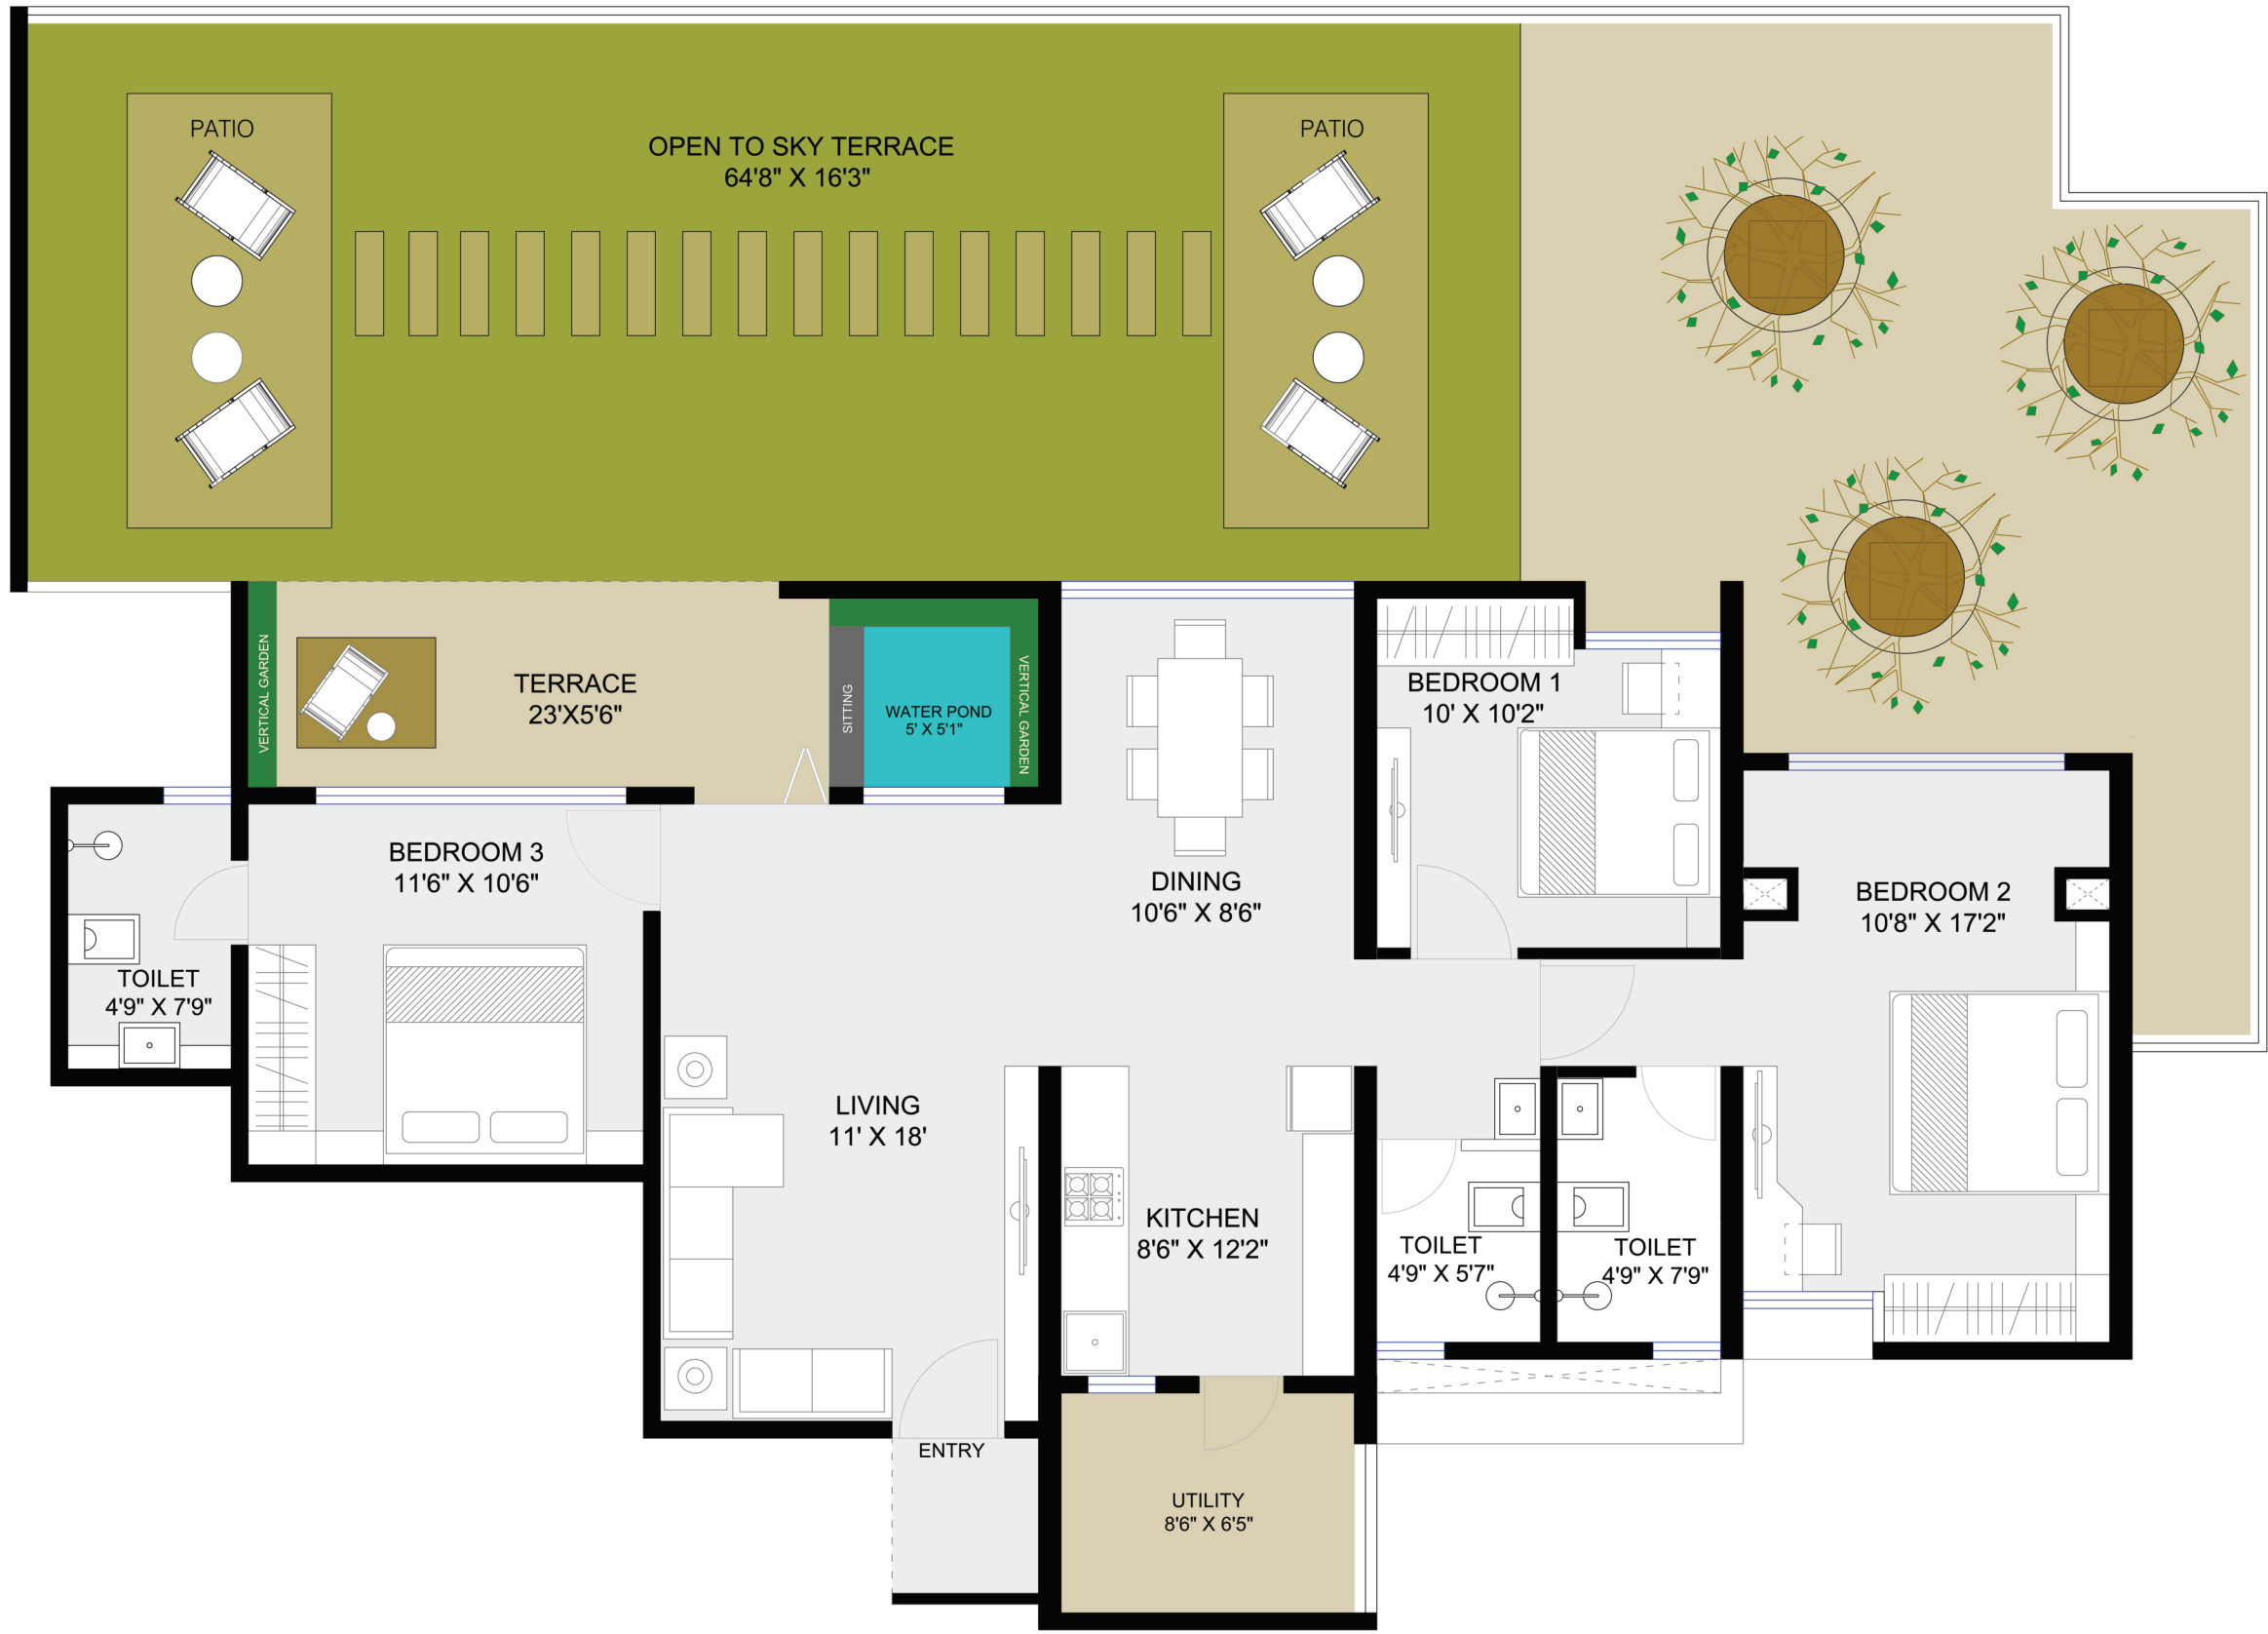 PATIO
OPEN TO SKY TERRACE
64'8" X 16'3"
PATIO
VERTICAL GARDEN
TERRACE
23'X5'6"
SITTING
WATER POND
5' X 5'1"
VERTICAL GARDEN
BEDROOM 1
10' X 10'2"
BEDROOM 3
11'6" X 10'6"
DINING
10'6" X 8'6"
BEDROOM 2
10'8" X 17'2"
TOILET
4'9" X 7'9"
LIVING
11' X 18'
KITCHEN
8'6" X 12'2"
TOILET
4'9" X 5'7"
TOILET
4'9" X 7'9"
ENTRY
UTILITY
8'6" X 6'5"